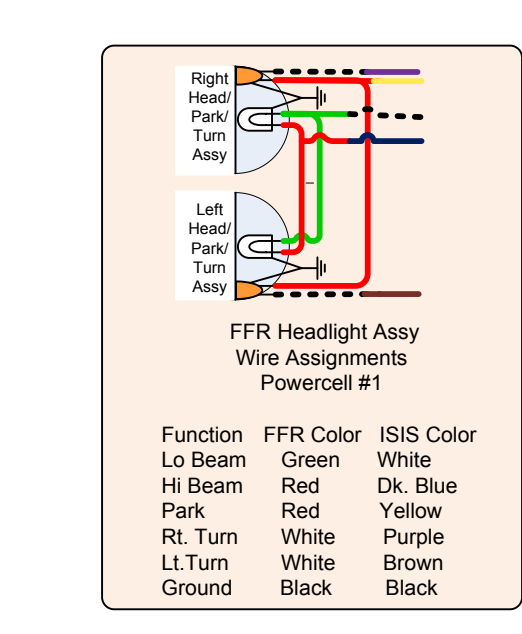 Right
Head/
Park/
Turn
Assy
Left
Head/
Park/
Turn
Assy
FFR Headlight Assy
Wire Assignments
Powercell #1
Function FFR Color ISIS Color
Lo Beam Green White
Hi Beam Red Dk. Blue
Park Red Yellow
Rt. Turn White Purple
Lt.Turn White Brown
Ground Black Black